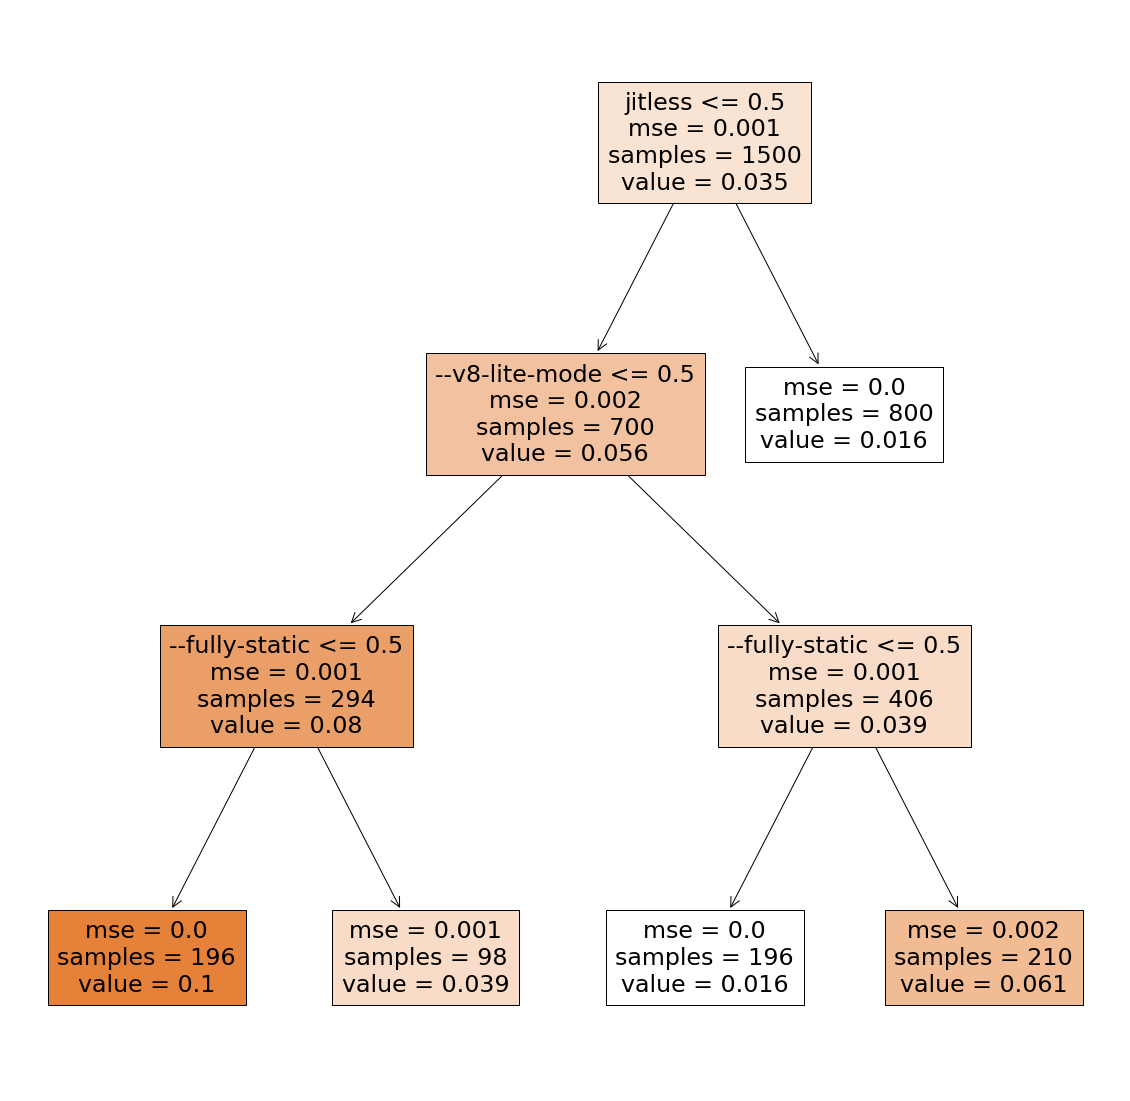 jitless <= 0.5
mse = 0.001
samples = 1500
value = 0.035
--v8-lite-mode <= 0.5
mse = 0.002
samples = 700
value = 0.056
mse = 0.0
samples = 800
value = 0.016
--fully-static <= 0.5
mse = 0.001
samples = 294
value = 0.08
--fully-static <= 0.5
mse = 0.001
samples = 406
value = 0.039
mse = 0.0
samples = 196
value = 0.1
mse = 0.001
samples = 98
value = 0.039
mse = 0.0
samples = 196
value = 0.016
mse = 0.002
samples = 210
value = 0.061